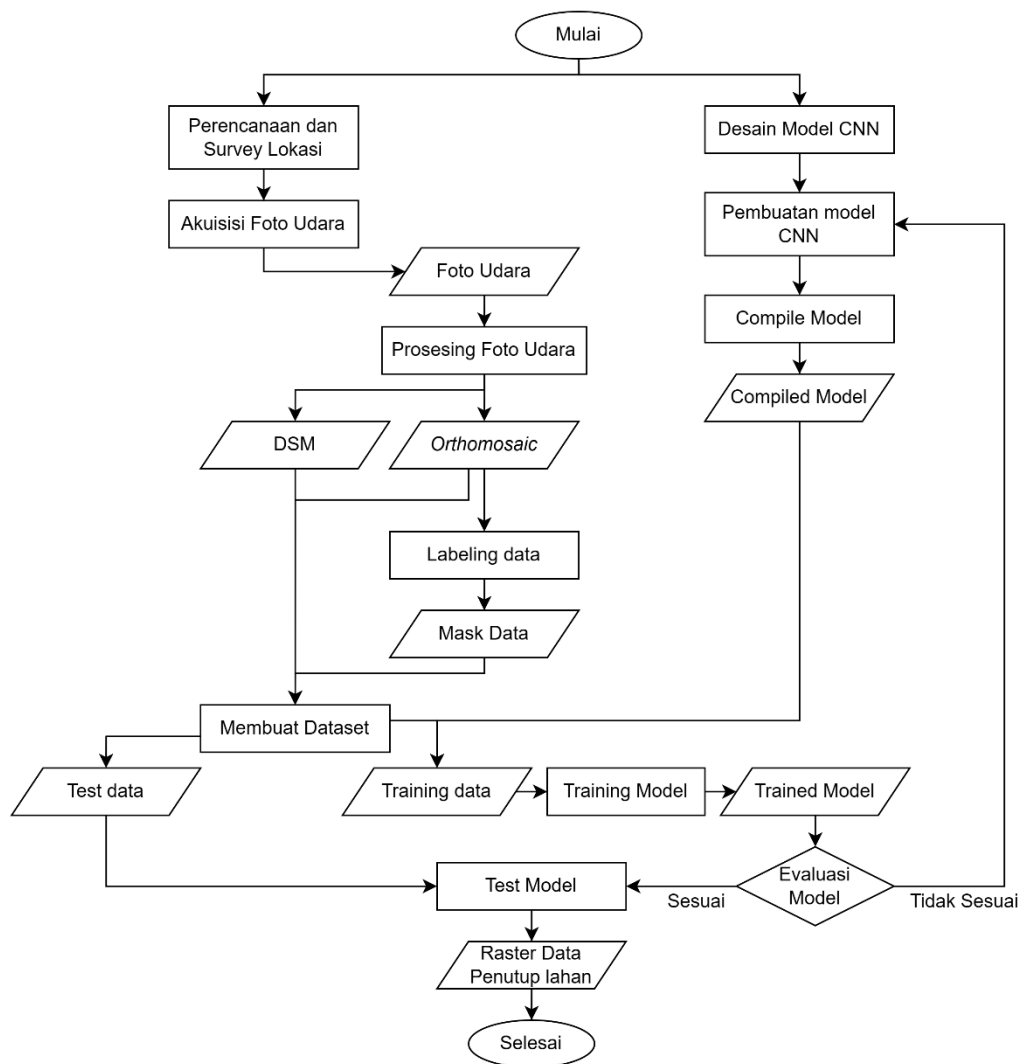 Mulai
Perencanaan dan
Survey Lokasi
Desain Model CNN
Akuisisi Foto Udara
Pembuatan model
CNN
Foto Udara
Prosesing Foto Udara
Compile Model
Compiled Model
DSM
Orthomosaic
Labeling data
Mask Data
Membuat Dataset
Test data
Training data
Training Model
Trained Model
Evaluasi
Model
Sesuai
Tidak Sesuai
Test Model
Raster Data
Penutup lahan
Selesai